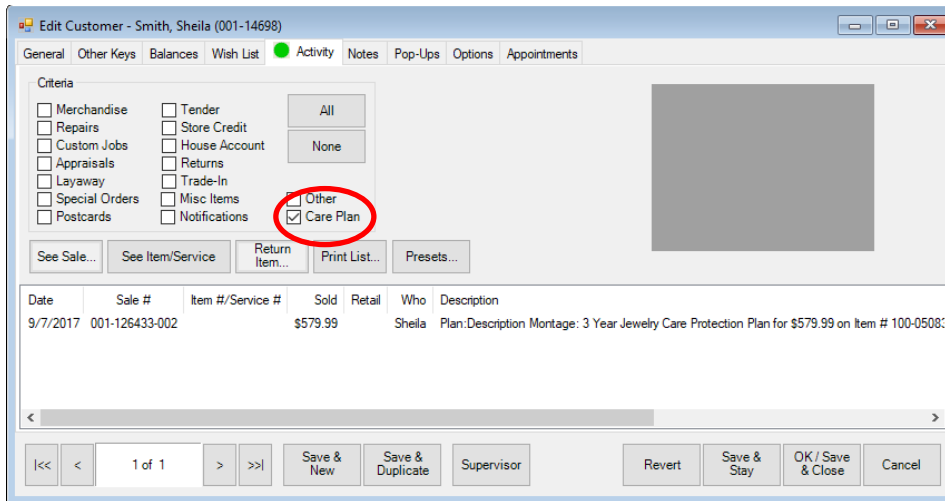 Edit Customer - Smith, Sheila (001-14698)
General Other Keys Balances Wish List Activity Notes Pop-Ups Options Appointments
Criteria
Merchandise Tender All
Repairs Store Credit
Custom Jobs House Account None
Appraisals Returns
Layaway Trade-In
Special Orders Misc Items Other
Postcards Notifications Care Plan
See Sale... See Item/Service Return Item... Print List... Presets...
Date Sale # Item #/Service # Sold Retail Who Description
9/7/2017 001-126433-002 $579.99 Sheila Plan:Description Montage: 3 Year Jewelry Care Protection Plan for $579.99 on Item # 100-05083
|<< < 1 of 1 > >>| Save & New Save & Duplicate Supervisor Revert Save & Stay OK / Save & Close Cancel